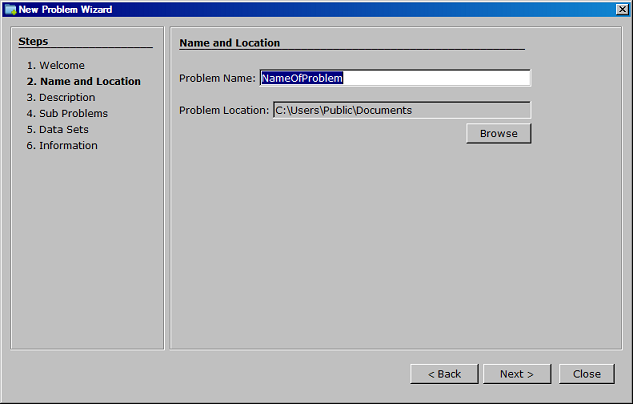 New Problem Wizard
Steps
1. Welcome
2. Name and Location
3. Description
4. Sub Problems
5. Data Sets
6. Information
Name and Location
Problem Name: NameOfProblem
Problem Location: C:\Users\Public\Documents
Browse
< Back Next > Close